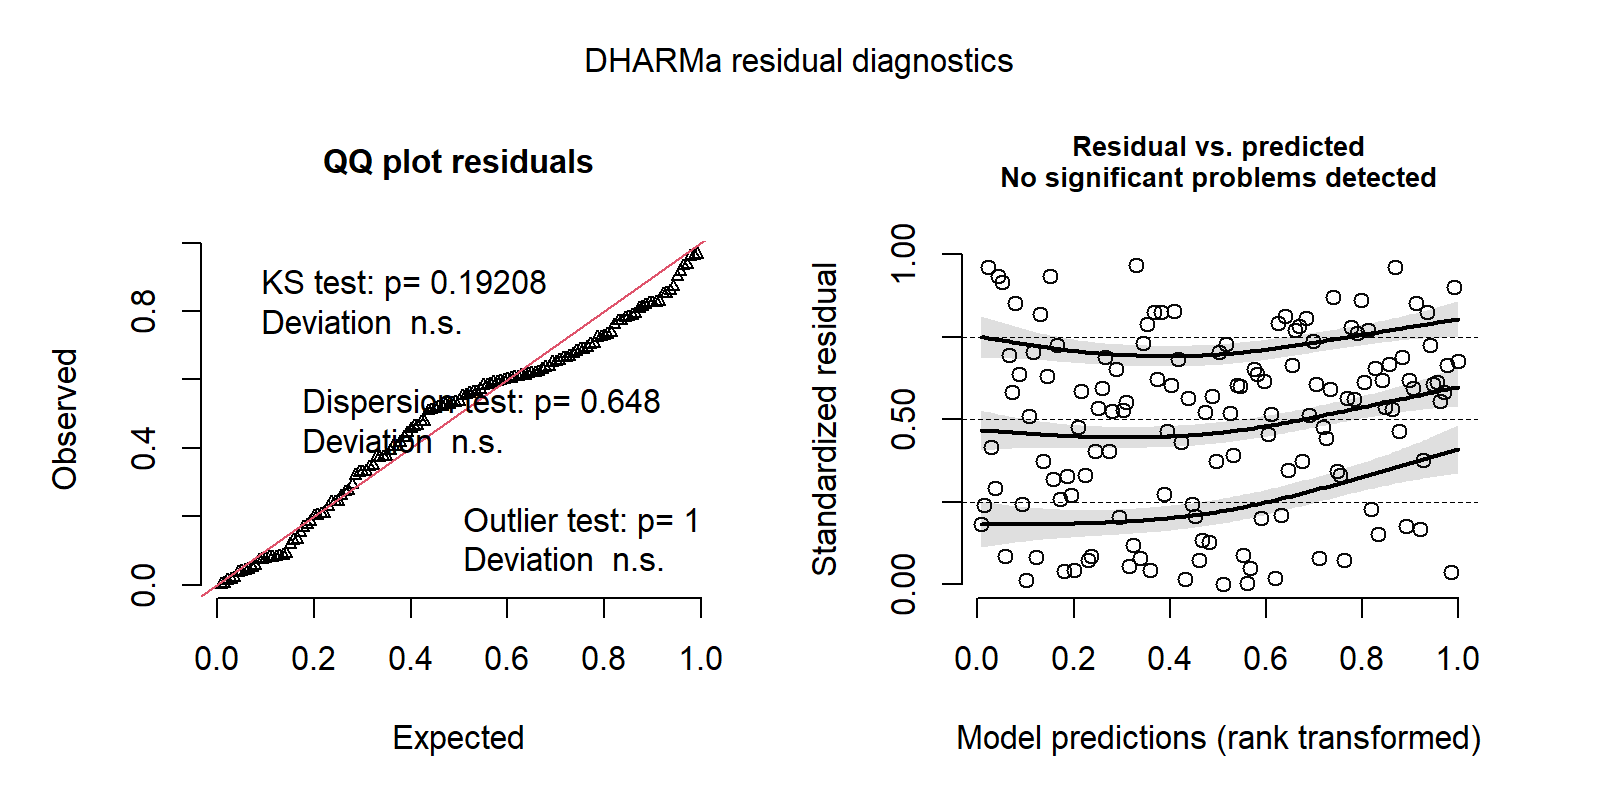 DHARMa residual diagnostics
QQ plot residuals
KS test: p= 0.19208
Deviation n.s.
Dispersion test: p= 0.648
Deviation n.s.
Outlier test: p= 1
Deviation n.s.
Observed
0.0 0.4 0.8
0.0 0.2 0.4 0.6 0.8 1.0
Expected
Residual vs. predicted
No significant problems detected
Standardized residual
0.00 0.50 1.00
0.0 0.2 0.4 0.6 0.8 1.0
Model predictions (rank transformed)